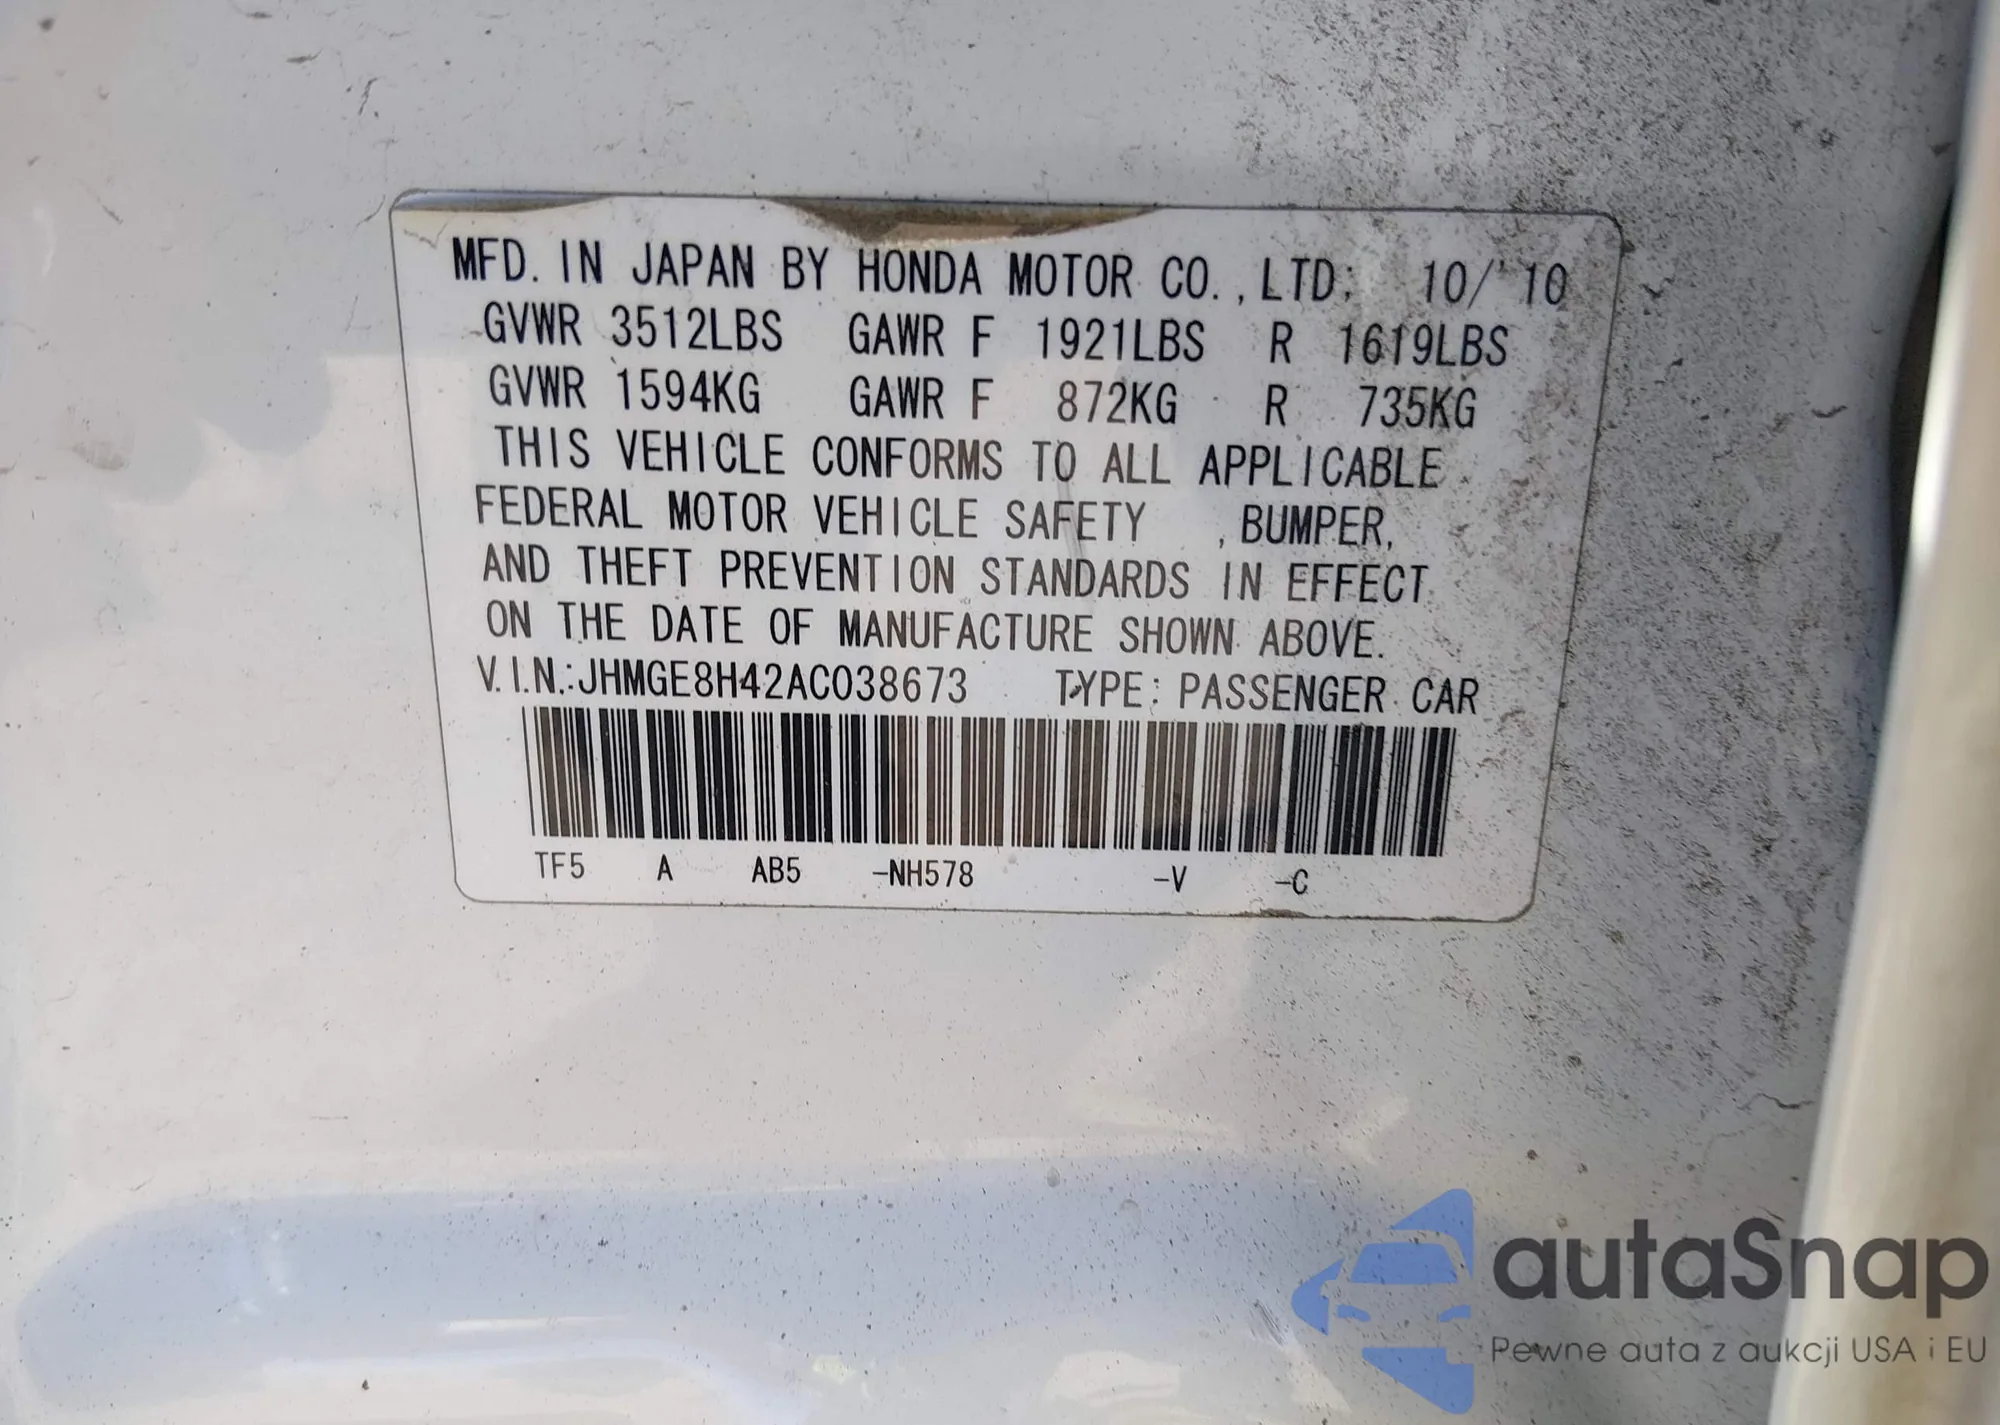 MFD. IN JAPAN BY HONDA MOTOR CO., LTD. 10/'10
GVWR 3512LBS GAWR F 1921LBS R 1619LBS
GVWR 1594KG GAWR F 872KG R 735KG
THIS VEHICLE CONFORMS TO ALL APPLICABLE
FEDERAL MOTOR VEHICLE SAFETY , BUMPER,
AND THEFT PREVENTION STANDARDS IN EFFECT
ON THE DATE OF MANUFACTURE SHOWN ABOVE.
V.I.N.:JHMGE8H42AC038673 TYPE: PASSENGER CAR
TF5 A AB5 -NH578 -V -C
autaSnap
Pewne auta z aukcji USA i EU